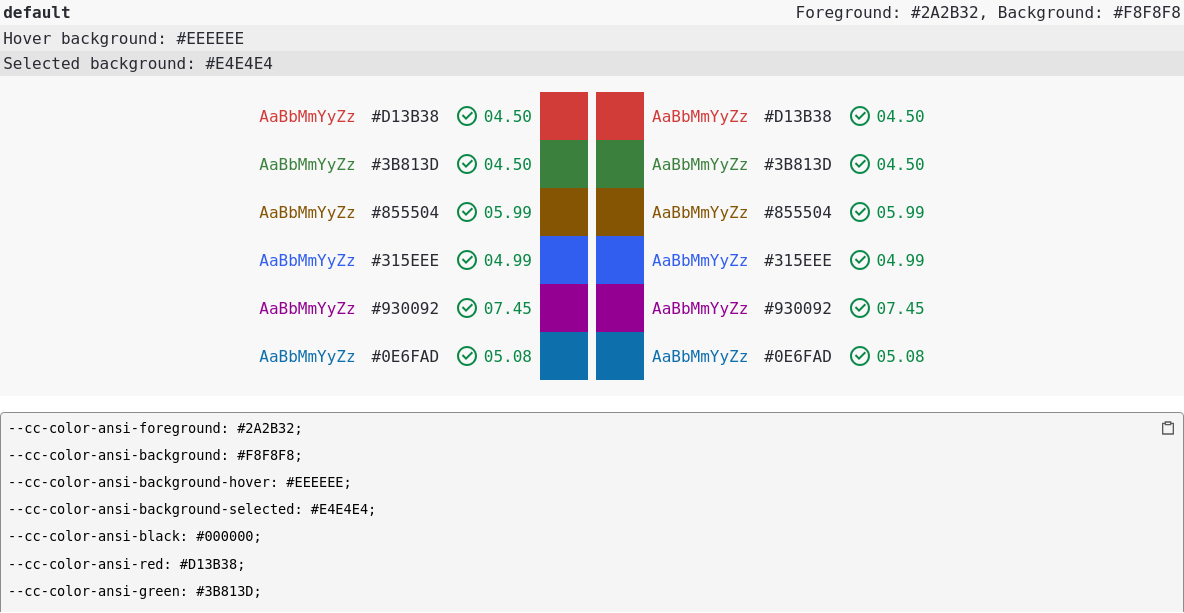 default Foreground: #2A2B32, Background: #F8F8F8
Hover background: #EEEEEE
Selected background: #E4E4E4
AaBbMmYyZz #D13B38 04.50 AaBbMmYyZz #D13B38 04.50
AaBbMmYyZz #3B813D 04.50 AaBbMmYyZz #3B813D 04.50
AaBbMmYyZz #855504 05.99 AaBbMmYyZz #855504 05.99
AaBbMmYyZz #315EEE 04.99 AaBbMmYyZz #315EEE 04.99
AaBbMmYyZz #930092 07.45 AaBbMmYyZz #930092 07.45
AaBbMmYyZz #0E6FAD 05.08 AaBbMmYyZz #0E6FAD 05.08
--cc-color-ansi-foreground: #2A2B32;
--cc-color-ansi-background: #F8F8F8;
--cc-color-ansi-background-hover: #EEEEEE;
--cc-color-ansi-background-selected: #E4E4E4;
--cc-color-ansi-black: #000000;
--cc-color-ansi-red: #D13B38;
--cc-color-ansi-green: #3B813D;